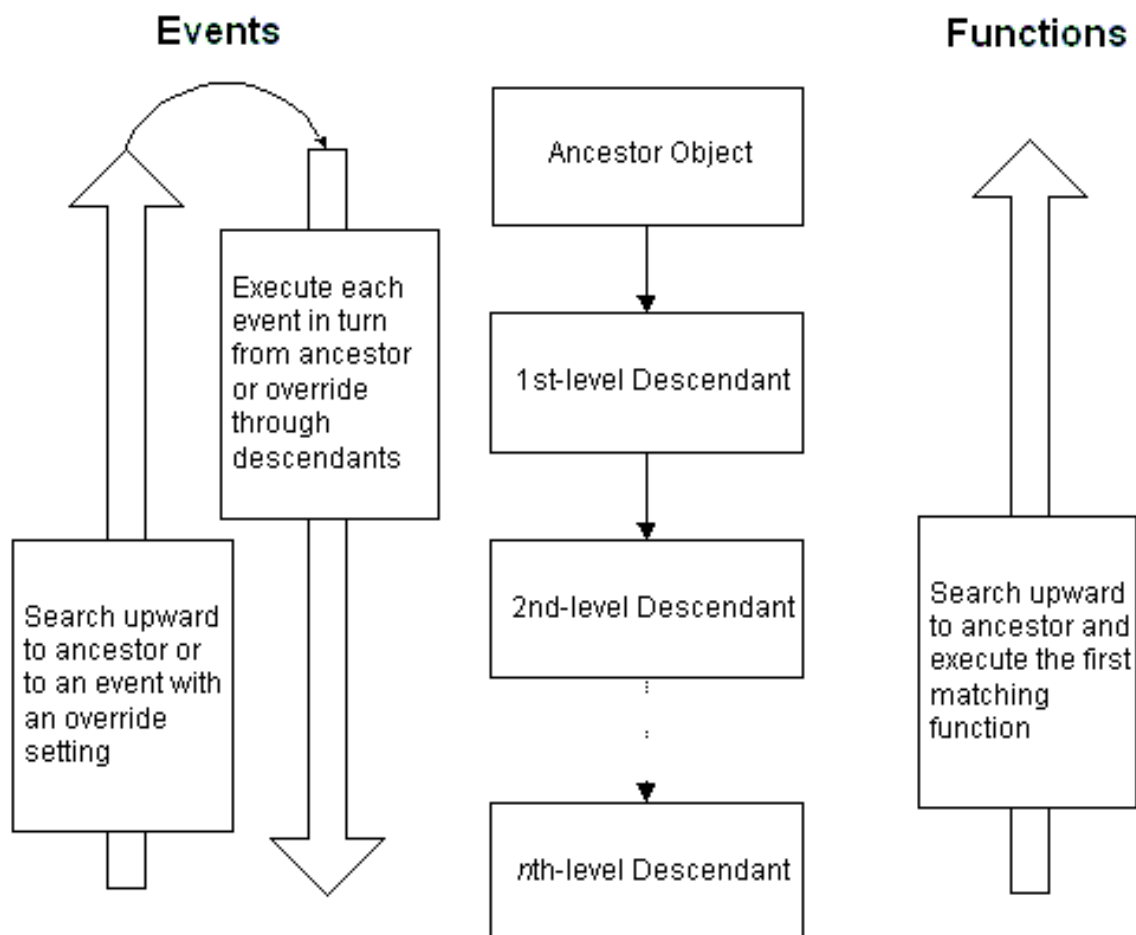 Events
Functions
Ancestor Object
Execute each
event in turn
from ancestor
or override
through
descendants
1st-level Descendant
2nd-level Descendant
Search upward
to ancestor or
to an event with
an override
setting
Search upward
to ancestor and
execute the first
matching
function
nth-level Descendant